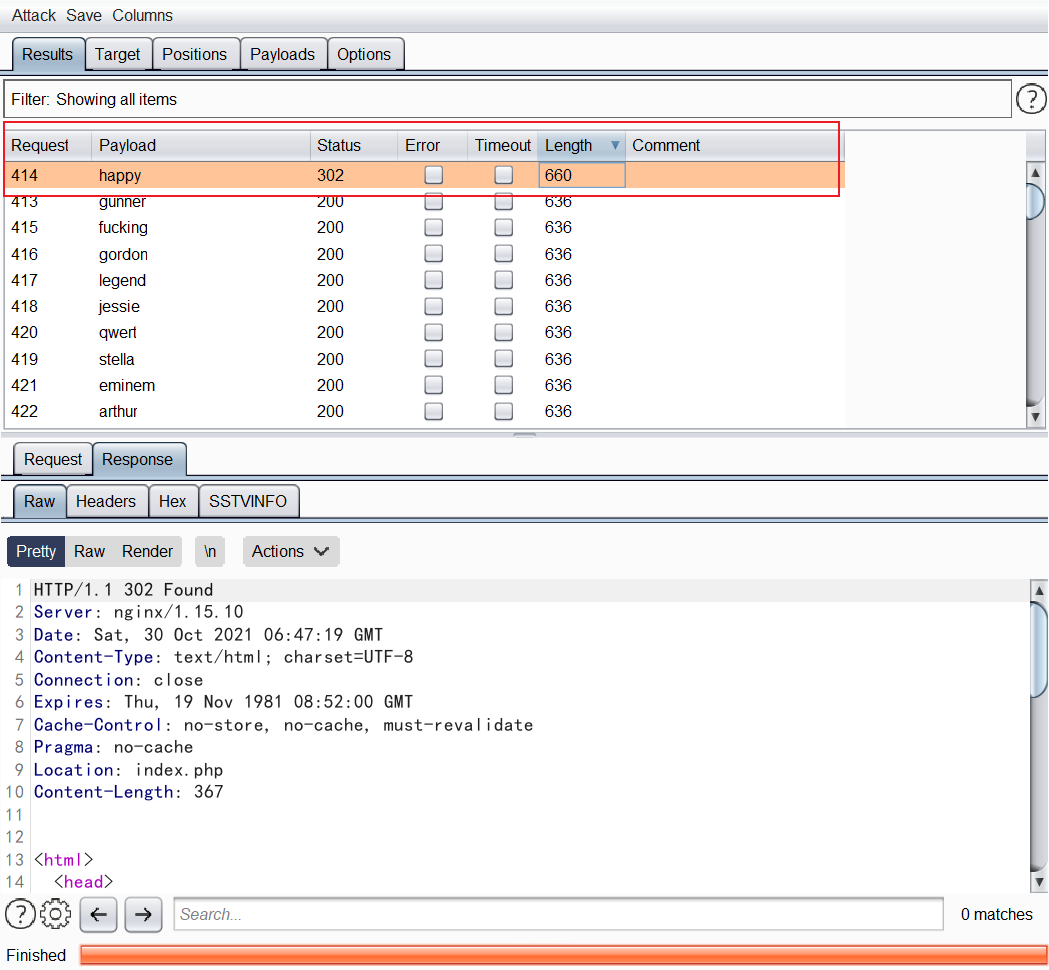 Attack Save Columns
Results Target Positions Payloads Options
Filter: Showing all items ?
Request Payload Status Error Timeout Length ▼ Comment
414 happy 302 660
413 gunner 200 636
415 fucking 200 636
416 gordon 200 636
417 legend 200 636
418 jessie 200 636
420 qwert 200 636
419 stella 200 636
421 eminem 200 636
422 arthur 200 636
Request Response
Raw Headers Hex SSTVINFO
Pretty Raw Render \n Actions
1 HTTP/1.1 302 Found
2 Server: nginx/1.15.10
3 Date: Sat, 30 Oct 2021 06:47:19 GMT
4 Content-Type: text/html; charset=UTF-8
5 Connection: close
6 Expires: Thu, 19 Nov 1981 08:52:00 GMT
7 Cache-Control: no-store, no-cache, must-revalidate
8 Pragma: no-cache
9 Location: index.php
10 Content-Length: 367
11
12
13 <html>
14 <head>
? Search... 0 matches
Finished